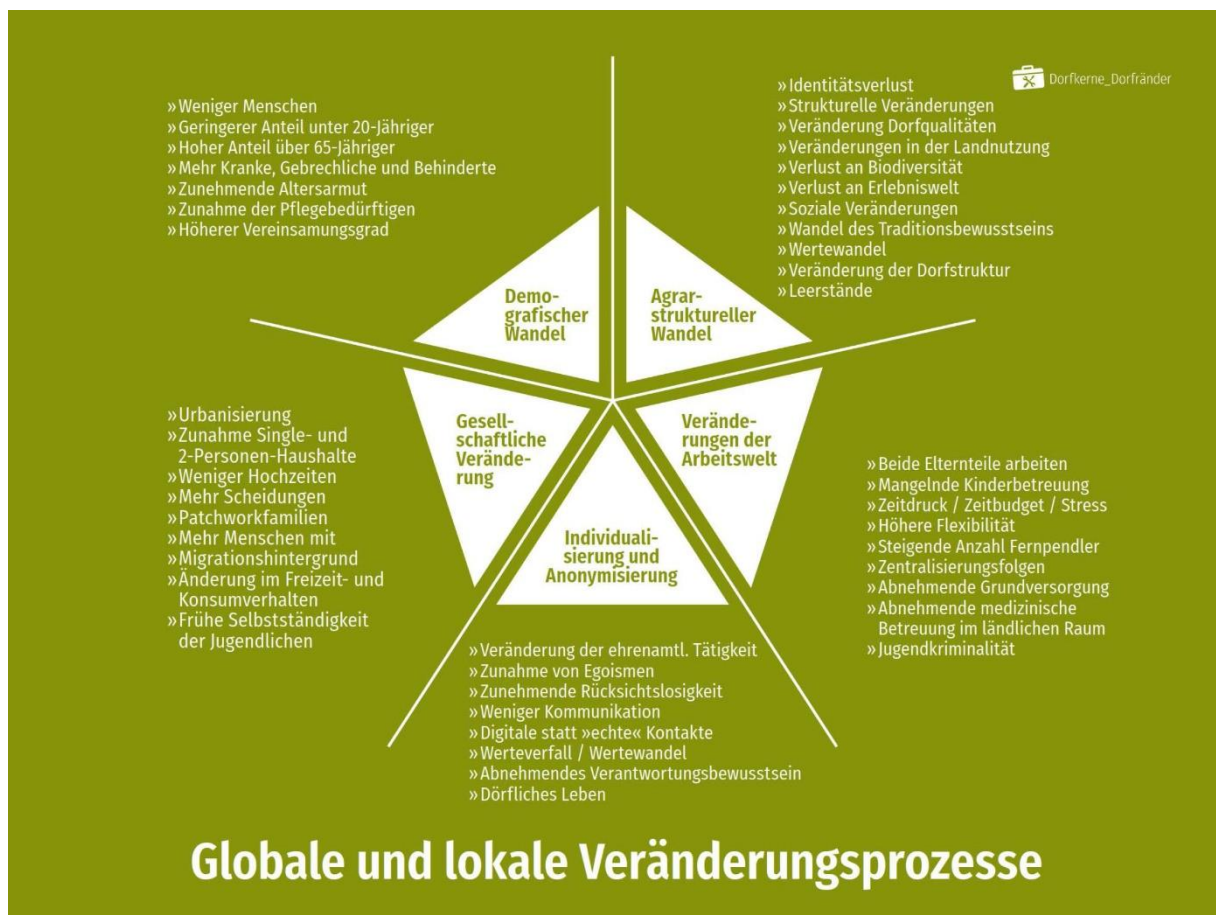 Dorfkerne_Dorfränder
»Weniger Menschen
»Geringerer Anteil unter 20-Jähriger
»Hoher Anteil über 65-Jähriger
»Mehr Kranke, Gebrechliche und Behinderte
»Zunehmende Altersarmut
»Zunahme der Pflegebedürftigen
»Höherer Vereinsamungsgrad
»Identitätsverlust
»Strukturelle Veränderungen
»Veränderung Dorfqualitäten
»Veränderungen in der Landnutzung
»Verlust an Biodiversität
»Verlust an Erlebniswelt
»Soziale Veränderungen
»Wandel des Traditionsbewusstseins
»Wertewandel
»Veränderung der Dorfstruktur
»Leerstände
Demo-
grafischer
Wandel
Agrar-
struktureller
Wandel
Gesell-
schaftliche
Verände-
rung
Verände-
rungen der
Arbeitswelt
Individuali-
sierung und
Anonymisierung
»Urbanisierung
»Zunahme Single- und
2-Personen-Haushalte
»Weniger Hochzeiten
»Mehr Scheidungen
»Patchworkfamilien
»Mehr Menschen mit
»Migrationshintergrund
»Änderung im Freizeit- und
Konsumverhalten
»Frühe Selbstständigkeit
der Jugendlichen
»Beide Elternteile arbeiten
»Mangelnde Kinderbetreuung
»Zeitdruck / Zeitbudget / Stress
»Höhere Flexibilität
»Steigende Anzahl Fernpendler
»Zentralisierungsfolgen
»Abnehmende Grundversorgung
»Abnehmende medizinische
Betreuung im ländlichen Raum
»Jugendkriminalität
»Veränderung der ehrenamtl. Tätigkeit
»Zunahme von Egoismen
»Zunehmende Rücksichtslosigkeit
»Weniger Kommunikation
»Digitale statt »echte« Kontakte
»Werteverfall / Wertewandel
»Abnehmendes Verantwortungsbewusstsein
»Dörfliches Leben
Globale und lokale Veränderungsprozesse